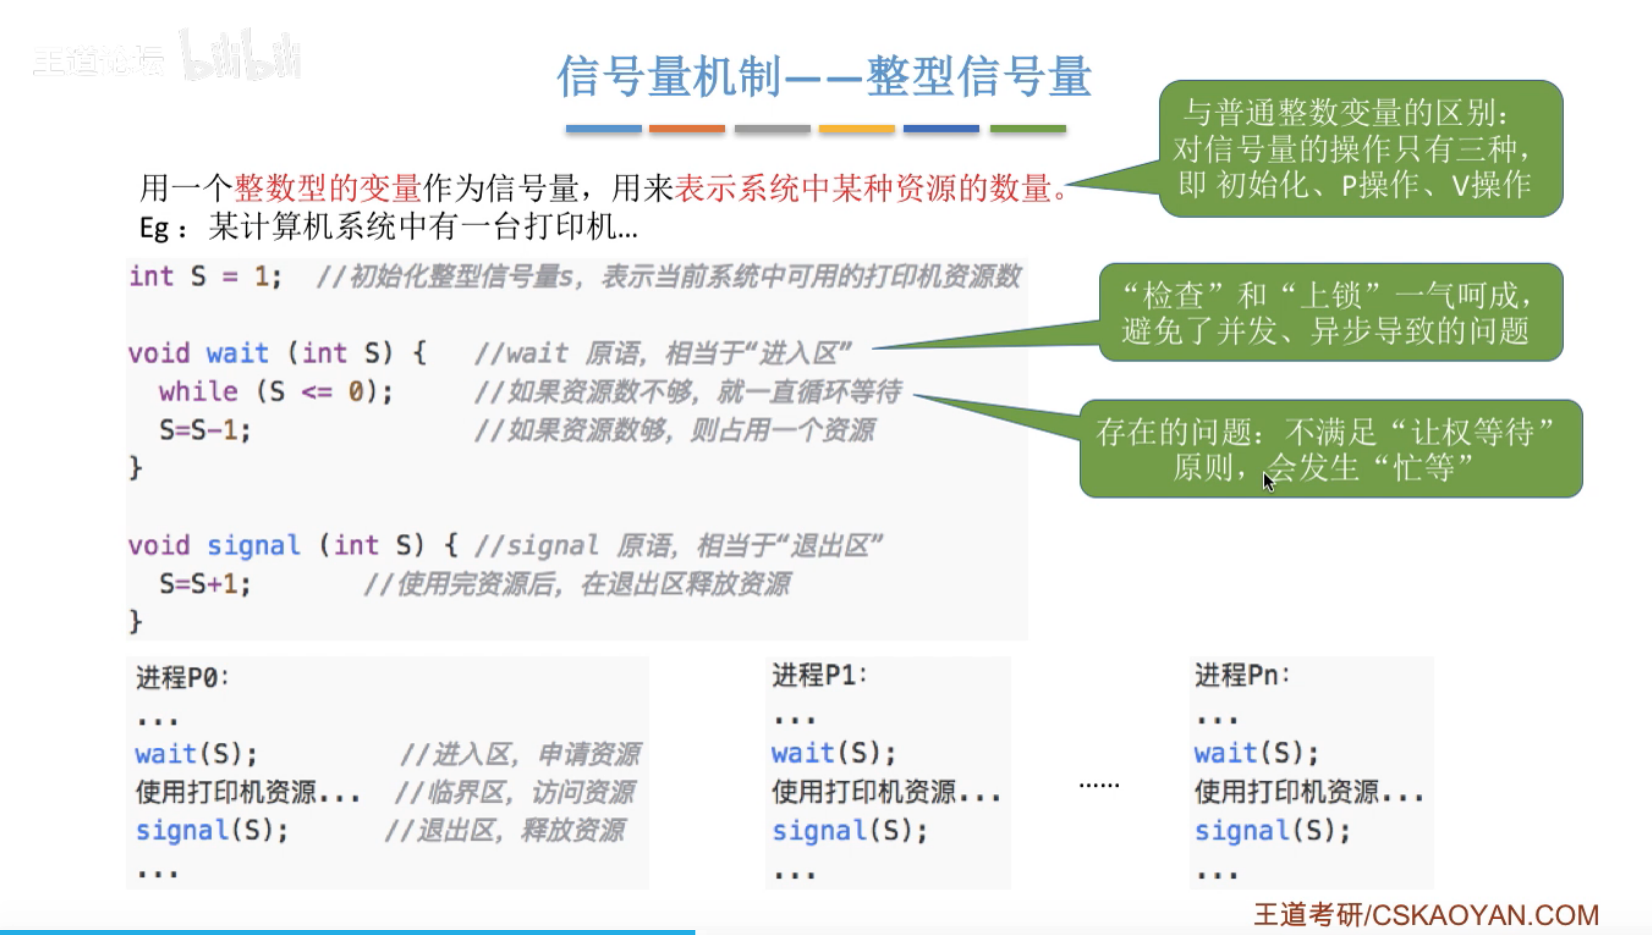 王道论坛 bilibili
信号量机制——整型信号量
与普通整数变量的区别：
对信号量的操作只有三种，
即 初始化、P操作、V操作
用一个整数型的变量作为信号量，用来表示系统中某种资源的数量。
Eg：某计算机系统中有一台打印机...
int S = 1;  //初始化整型信号量s，表示当前系统中可用的打印机资源数
“检查”和“上锁”一气呵成，
避免了并发、异步导致的问题
void wait (int S) {   //wait 原语，相当于“进入区”
while (S <= 0);     //如果资源数不够，就一直循环等待
S=S-1;              //如果资源数够，则占用一个资源
}
存在的问题：不满足“让权等待”
原则，会发生“忙等”
void signal (int S) { //signal 原语，相当于“退出区”
S=S+1;       //使用完资源后，在退出区释放资源
}
进程P0：
...
wait(S);         //进入区，申请资源
使用打印机资源...  //临界区，访问资源
signal(S);      //退出区，释放资源
...
进程P1：
...
wait(S);
使用打印机资源...
signal(S);
...
......
进程Pn：
...
wait(S);
使用打印机资源...
signal(S);
...
王道考研/CSKAOYAN.COM